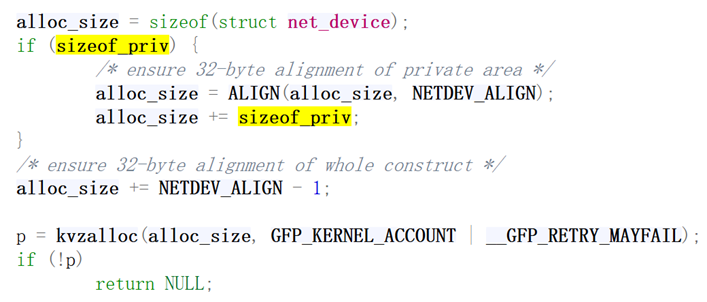 alloc_size = sizeof(struct net_device);
if (sizeof_priv) {
/* ensure 32-byte alignment of private area */
alloc_size = ALIGN(alloc_size, NETDEV_ALIGN);
alloc_size += sizeof_priv;
}
/* ensure 32-byte alignment of whole construct */
alloc_size += NETDEV_ALIGN - 1;
p = kvzalloc(alloc_size, GFP_KERNEL_ACCOUNT | __GFP_RETRY_MAYFAIL);
if (!p)
return NULL;